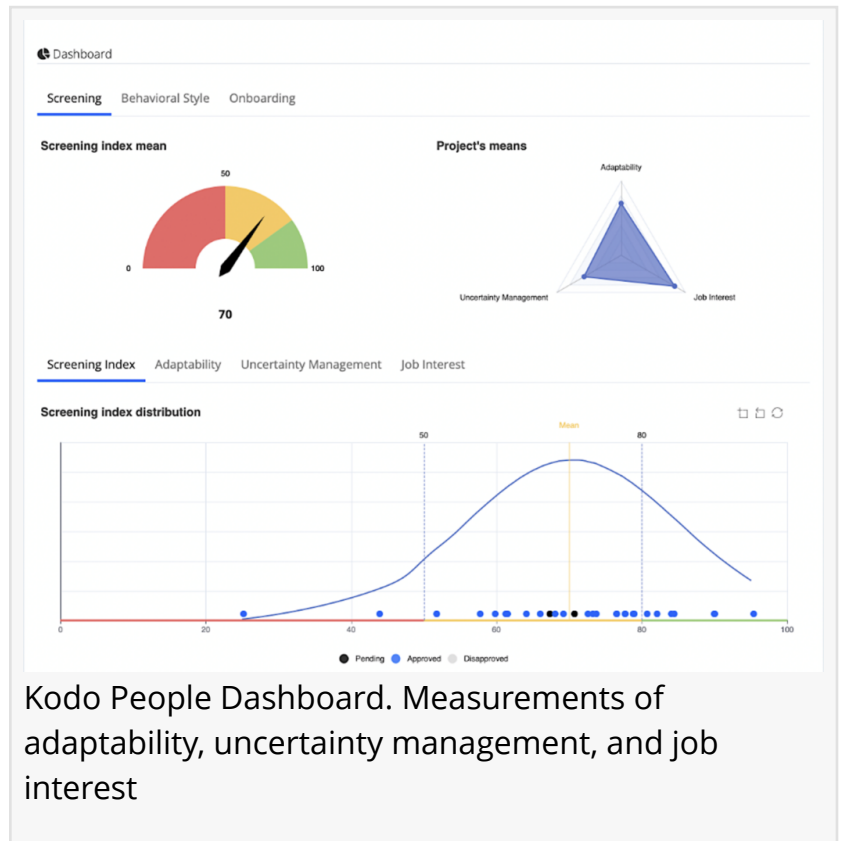 Dashboard
Screening Behavioral Style Onboarding
Screening index mean
Project's means
50
0
100
70
Adaptability
Uncertainty Management
Job Interest
Screening Index Adaptability Uncertainty Management Job Interest
Screening index distribution
Mean
50
80
0 20 40 60 80 100
Pending Approved Disapproved
Kodo People Dashboard. Measurements of
adaptability, uncertainty management, and job
interest